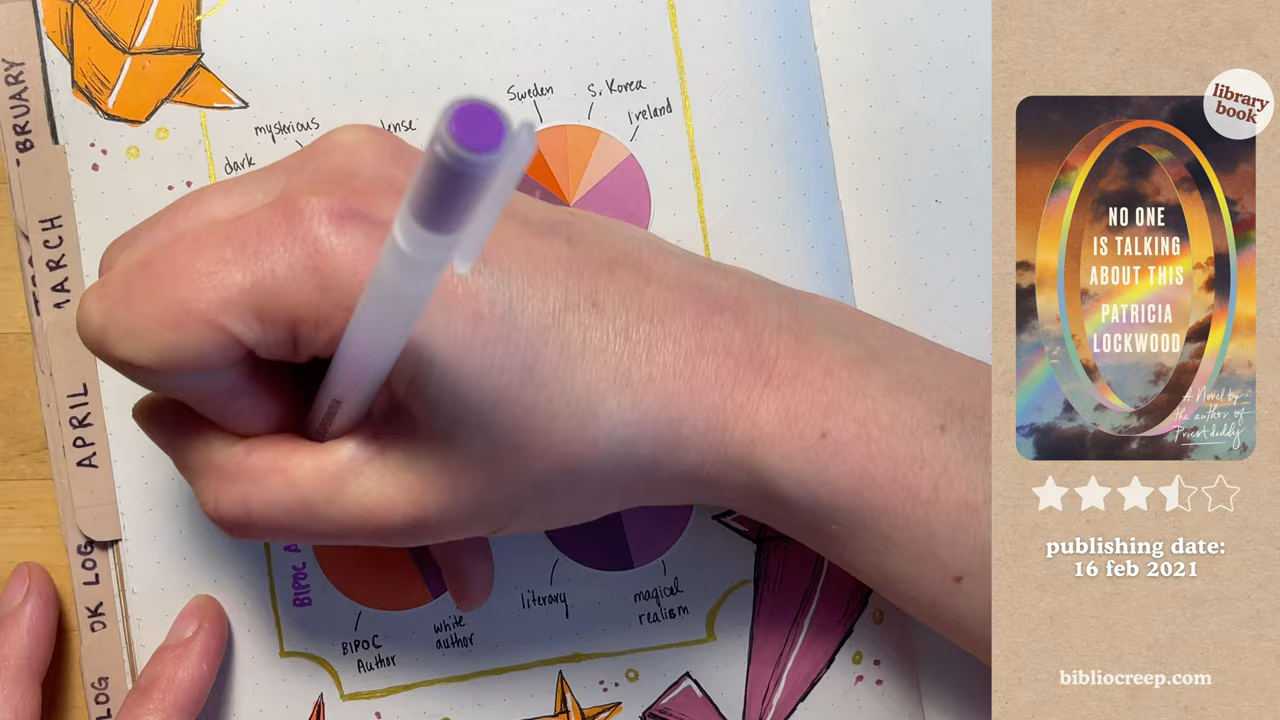 BRUARY
MARCH
APRIL
OK LOG
LOG
dark
mysterious
Sweden
S. Korea
Ireland
BIPOC
BIPOC
Author
white
author
literary
magical
realism
library
book
NO ONE
IS TALKING
ABOUT THIS
PATRICIA
LOCKWOOD
A Novel by
the author of
Priestdaddy
publishing date:
16 feb 2021
bibliocreep.com